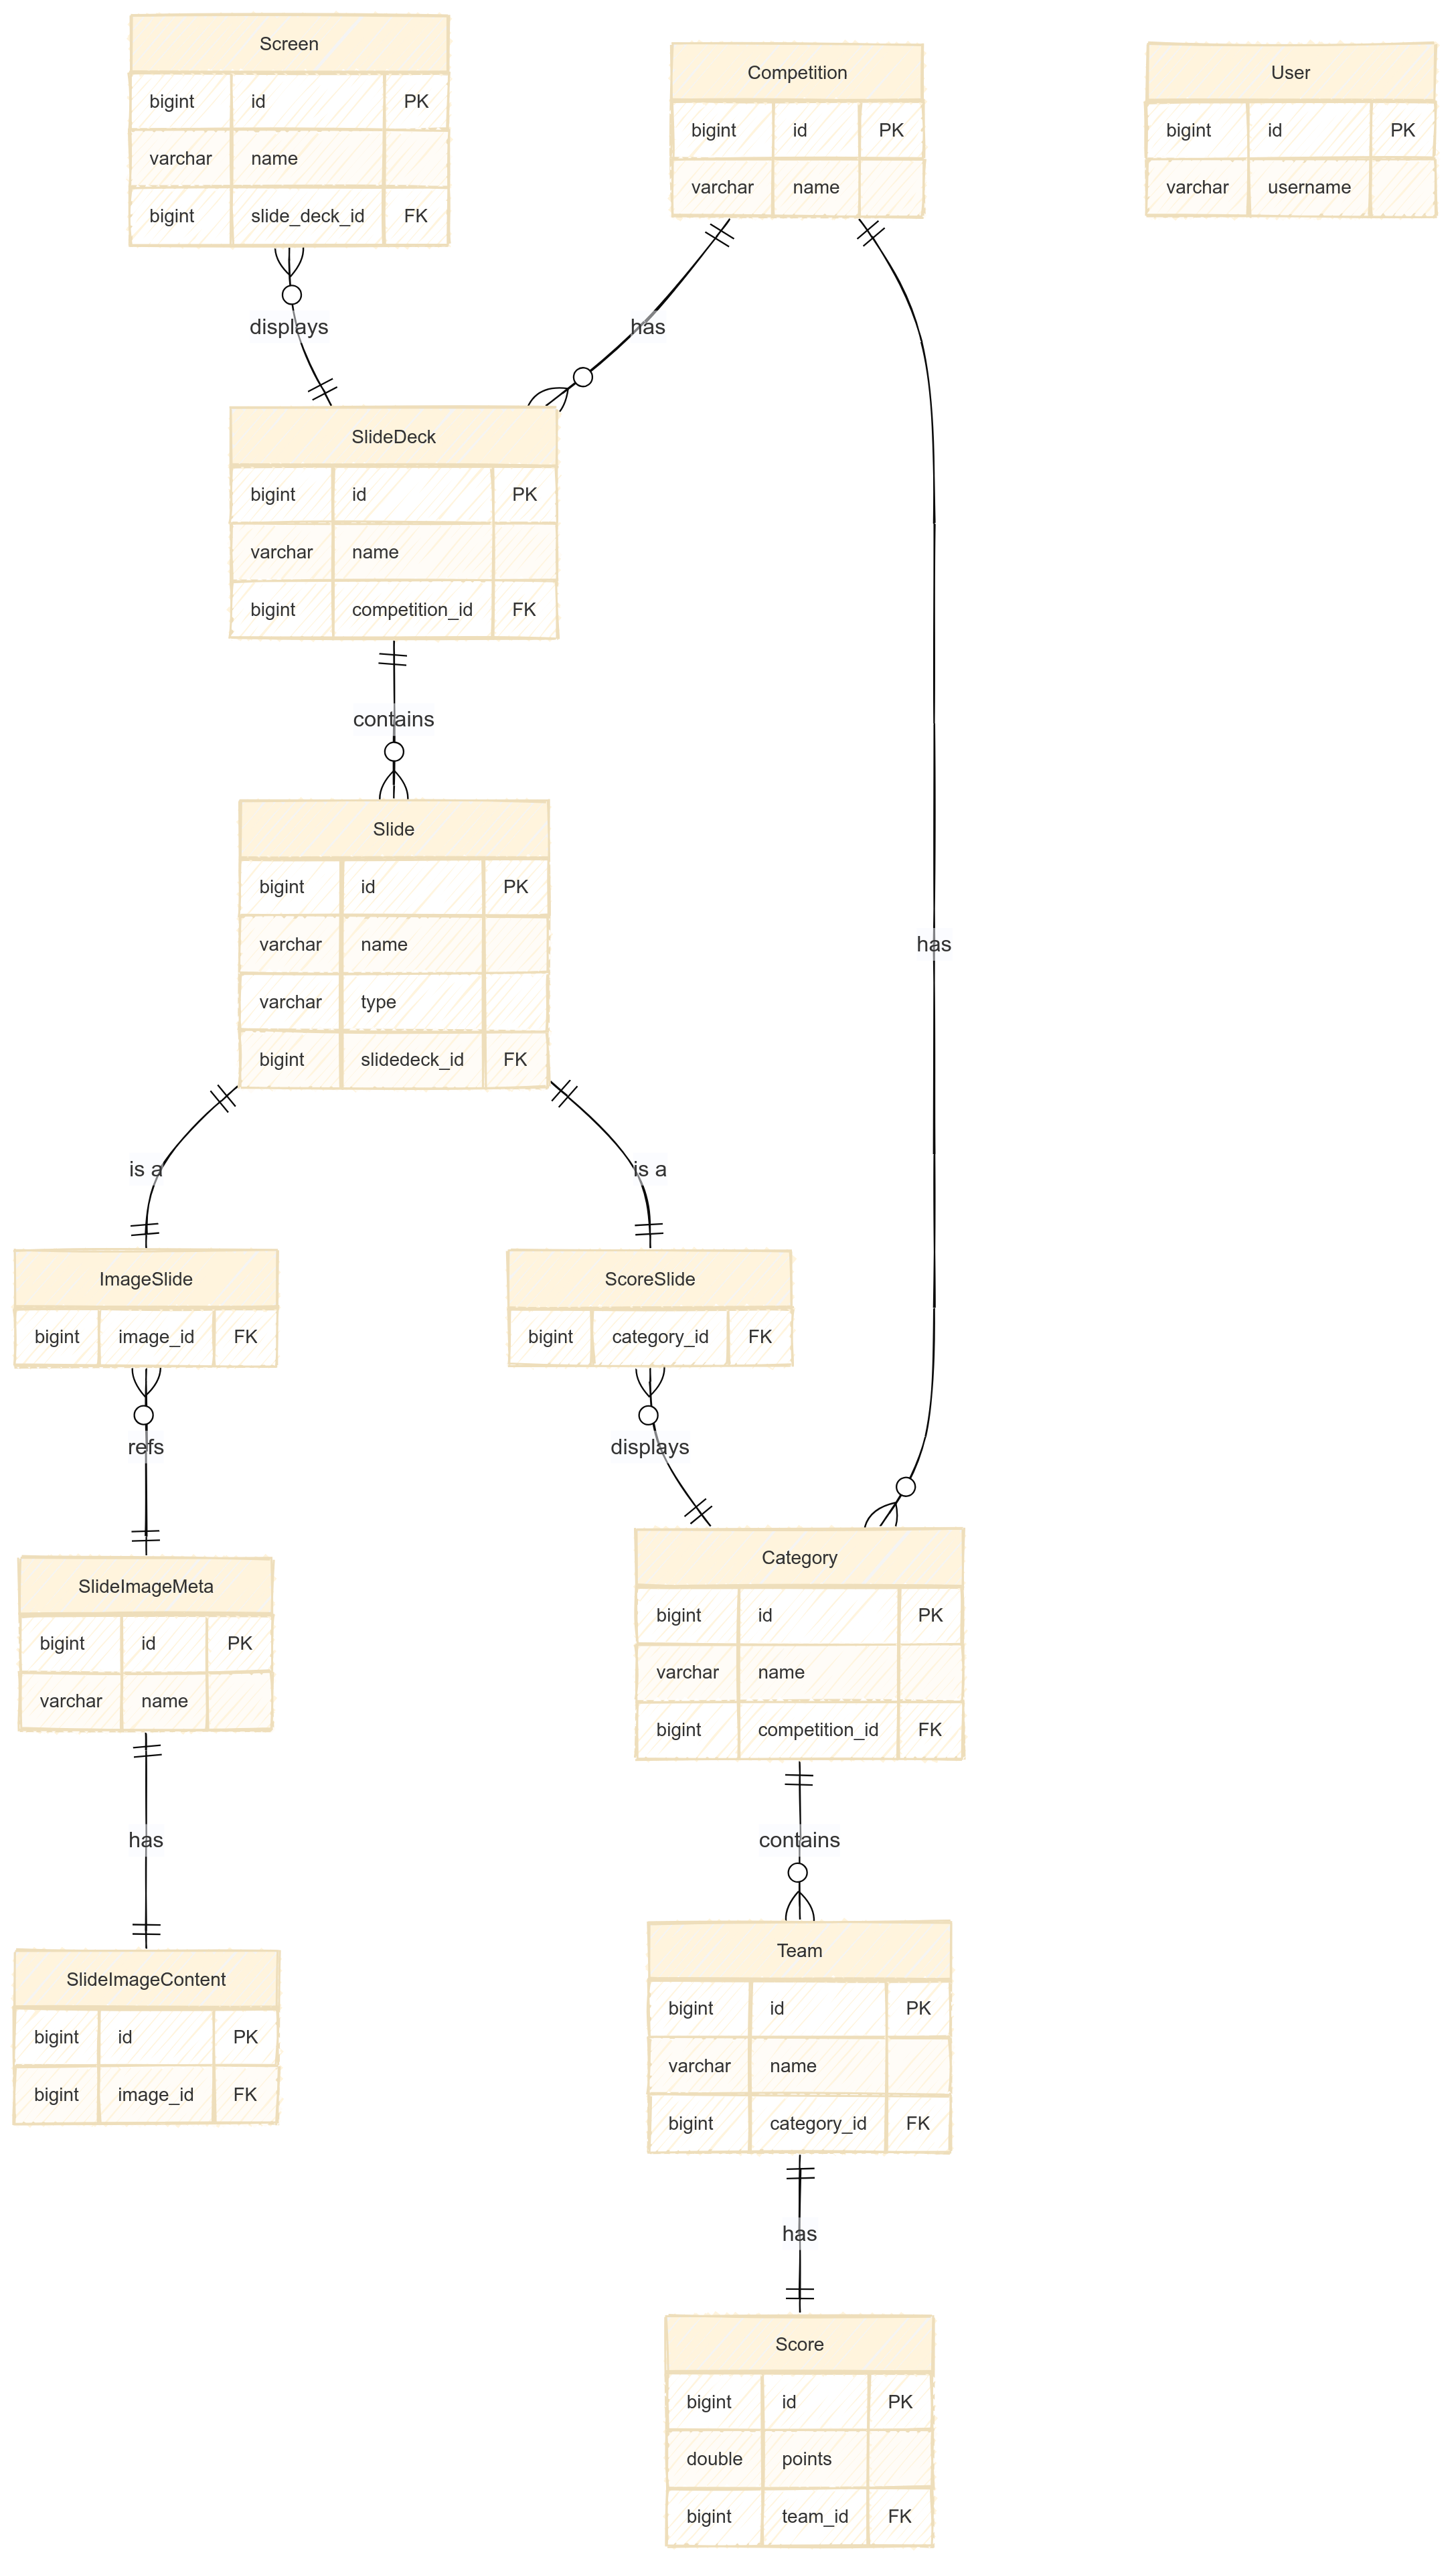 Screen
bigint id PK
varchar name
bigint slide_deck_id FK
Competition
bigint id PK
varchar name
User
bigint id PK
varchar username
displays
has
SlideDeck
bigint id PK
varchar name
bigint competition_id FK
contains
Slide
bigint id PK
varchar name
varchar type
bigint slidedeck_id FK
has
is a
is a
ImageSlide
bigint image_id FK
ScoreSlide
bigint category_id FK
refs
displays
SlideImageMeta
bigint id PK
varchar name
Category
bigint id PK
varchar name
bigint competition_id FK
has
contains
SlideImageContent
bigint id PK
bigint image_id FK
Team
bigint id PK
varchar name
bigint category_id FK
has
Score
bigint id PK
double points
bigint team_id FK